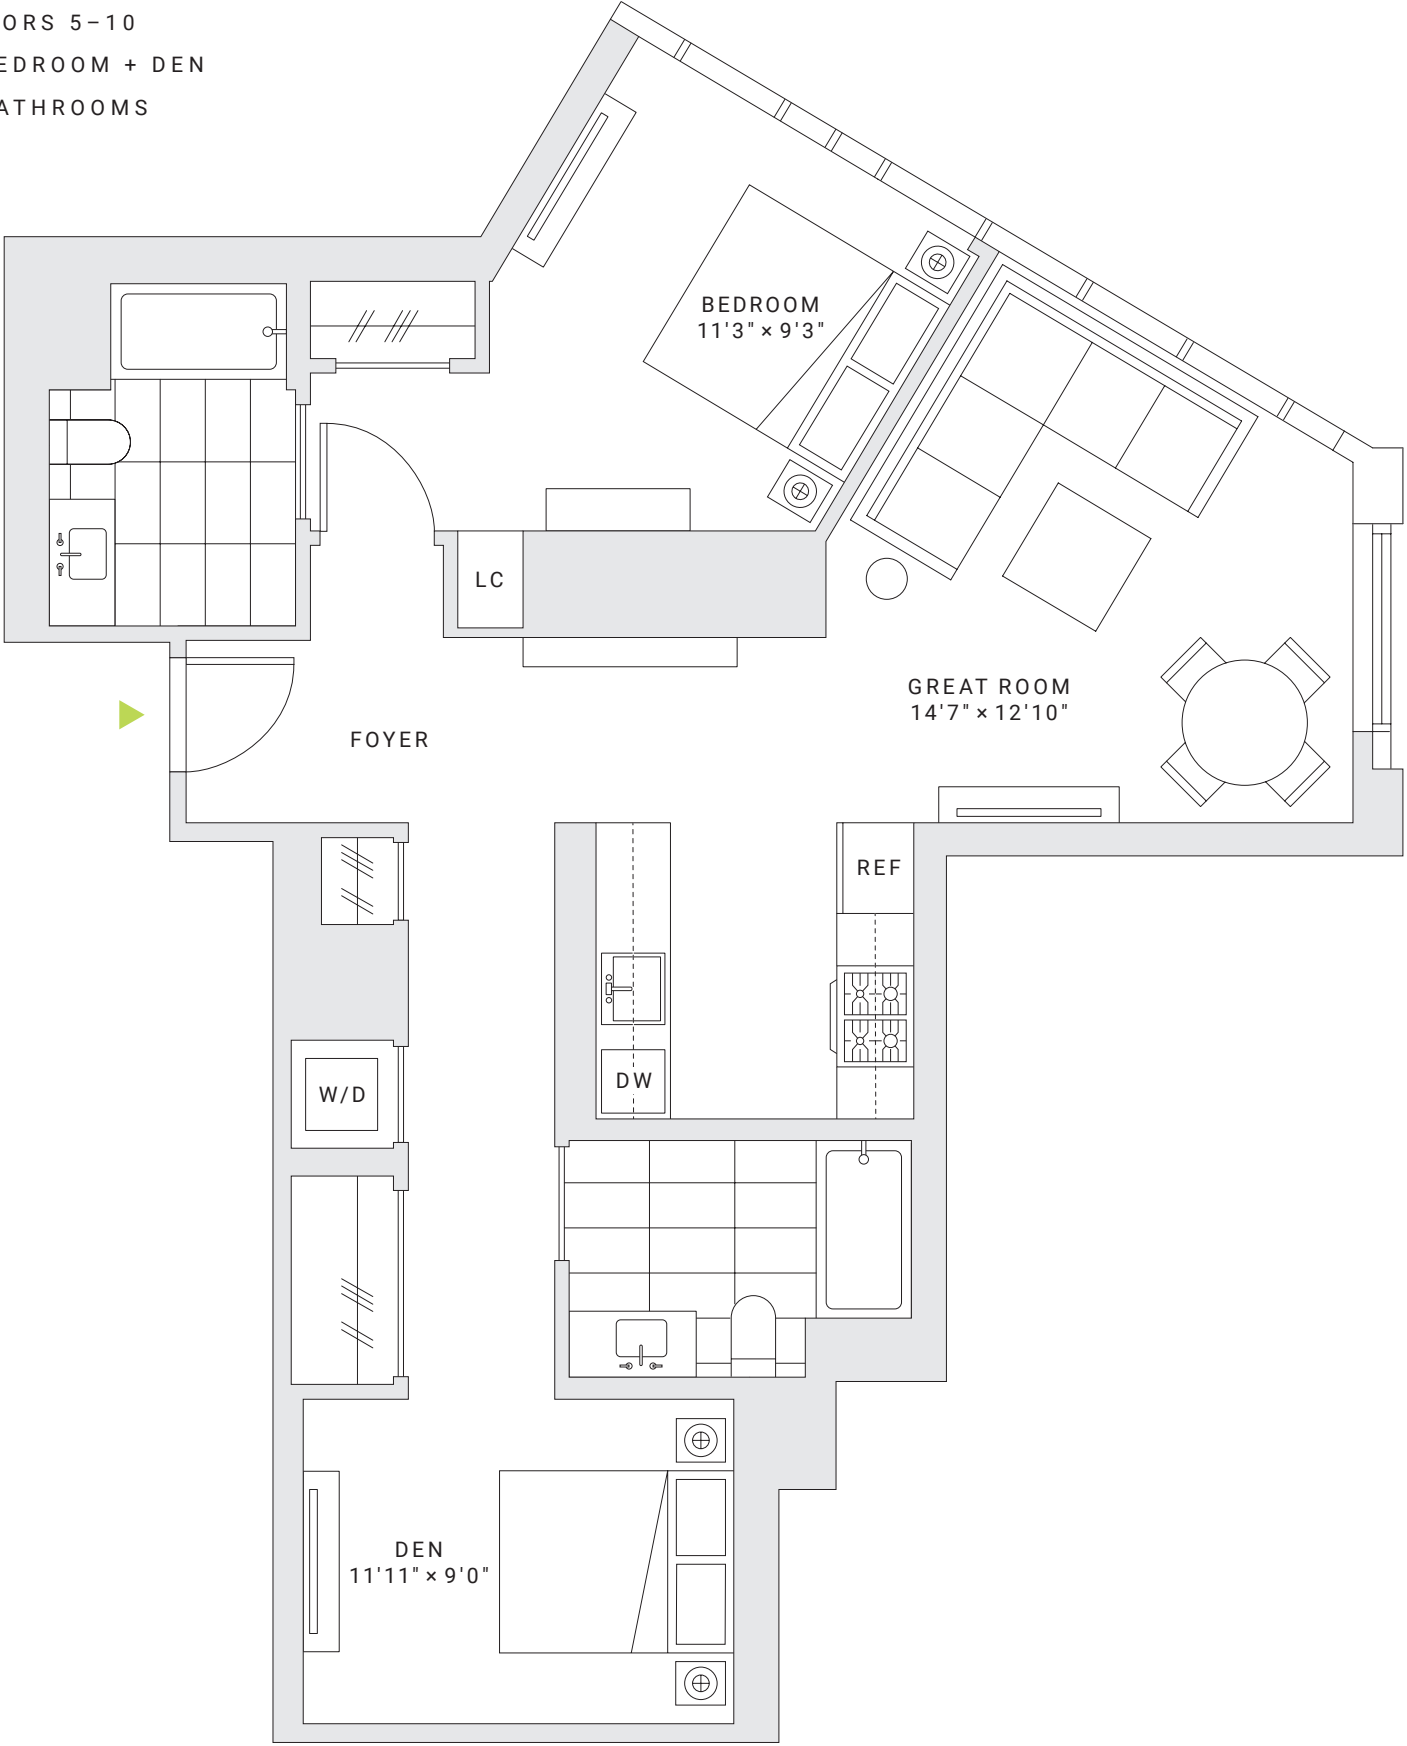 ORS 5–10
EDROOM + DEN
ATHROOMS
BEDROOM
11'3" × 9'3"
LC
GREAT ROOM
14'7" × 12'10"
FOYER
REF
DW
W/D
DEN
11'11" × 9'0"